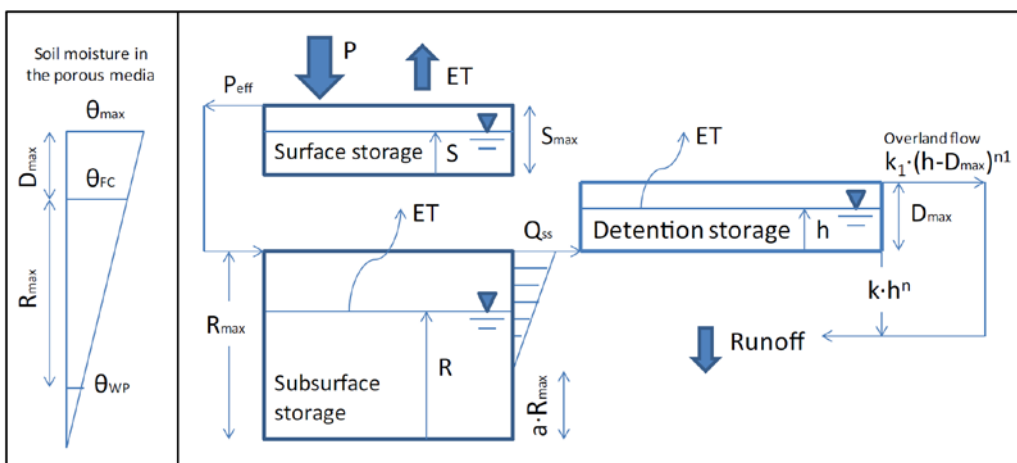 Soil moisture in
the porous media
θmax
Dmax
θFC
Rmax
θWP
P
ET
Peff
Surface storage
S
Smax
ET
Rmax
R
Subsurface
storage
Qss
a·Rmax
ET
Detention storage
h
Overland flow
k1·(h-Dmax)n1
Dmax
k·hn
Runoff